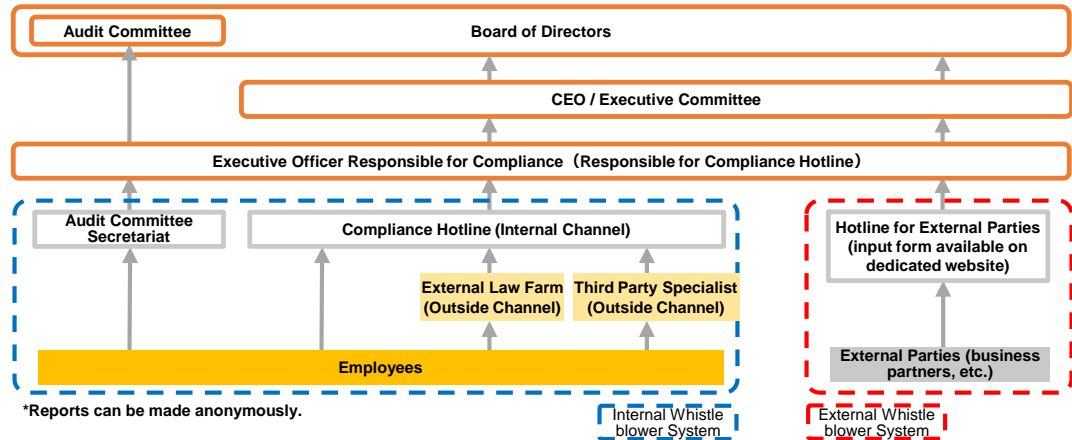 Audit Committee
Board of Directors
CEO / Executive Committee
Executive Officer Responsible for Compliance（Responsible for Compliance Hotline）
Audit Committee
Secretariat
Compliance Hotline (Internal Channel)
Hotline for External Parties
(input form available on
dedicated website)
External Law Farm
(Outside Channel)
Third Party Specialist
(Outside Channel)
Employees
External Parties (business
partners, etc.)
*Reports can be made anonymously.
Internal Whistle
blower System
External Whistle
blower System